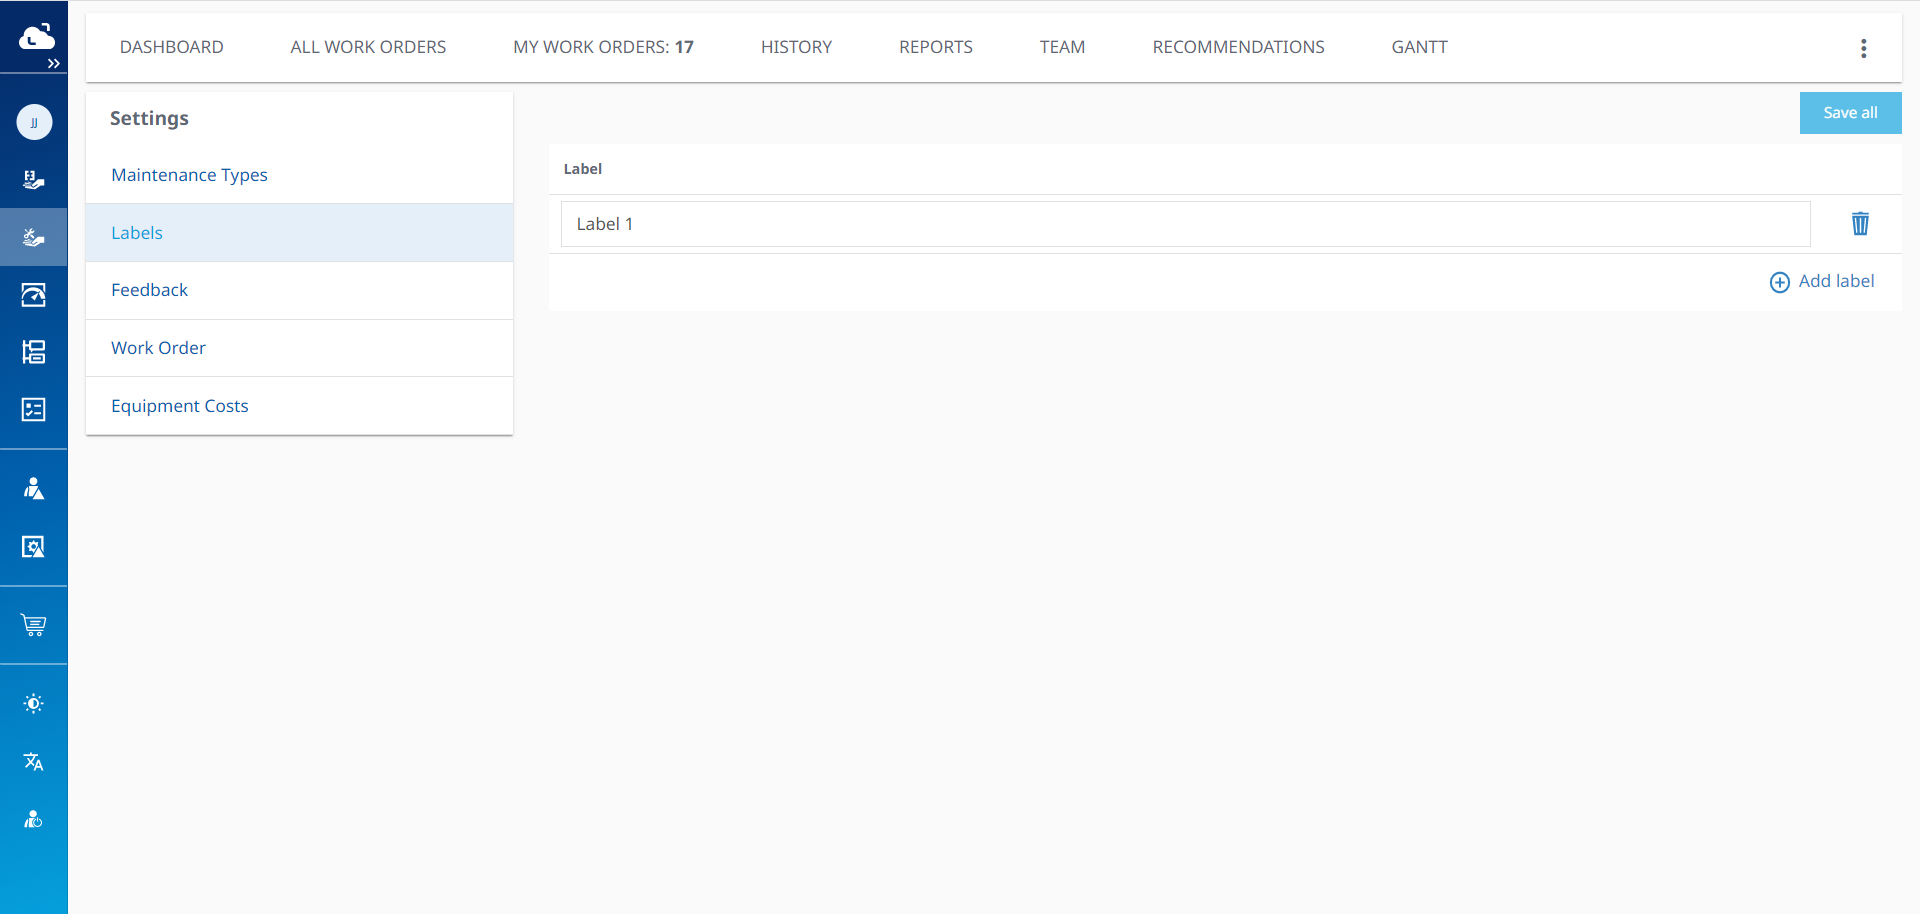 DASHBOARD ALL WORK ORDERS MY WORK ORDERS: 17 HISTORY REPORTS TEAM RECOMMENDATIONS GANTT
JJ
Settings
Maintenance Types
Labels
Feedback
Work Order
Equipment Costs
Save all
Label
Label 1
Add label